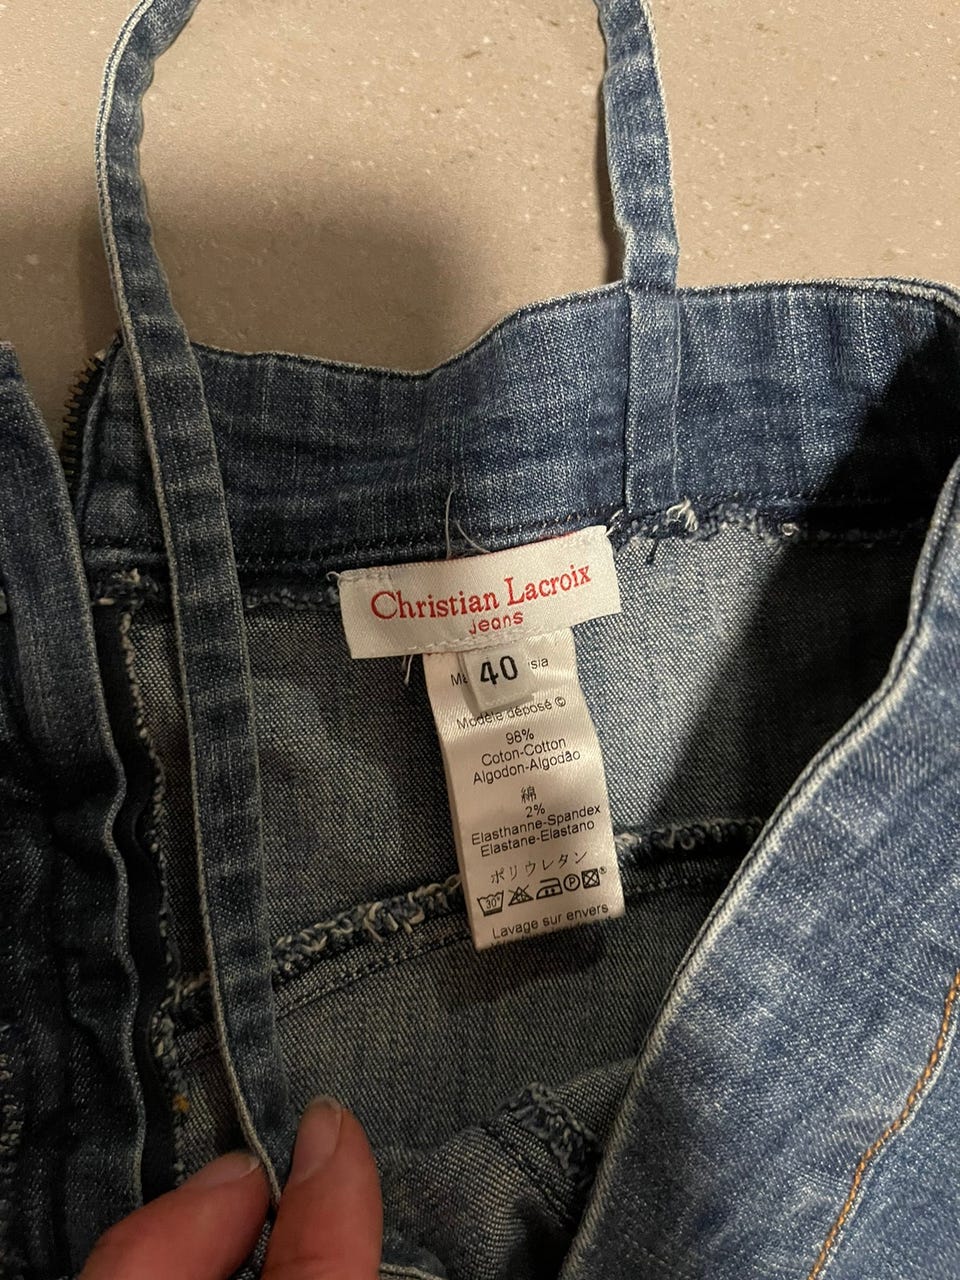 Christian Lacroix
Jeans
40
Modèle déposé ©
98%
Coton-Cotton
Algodon-Algodão
綿
2%
Elasthanne-Spandex
Elastane-Elastano
ポリウレタン
30°
P
Lavage sur envers